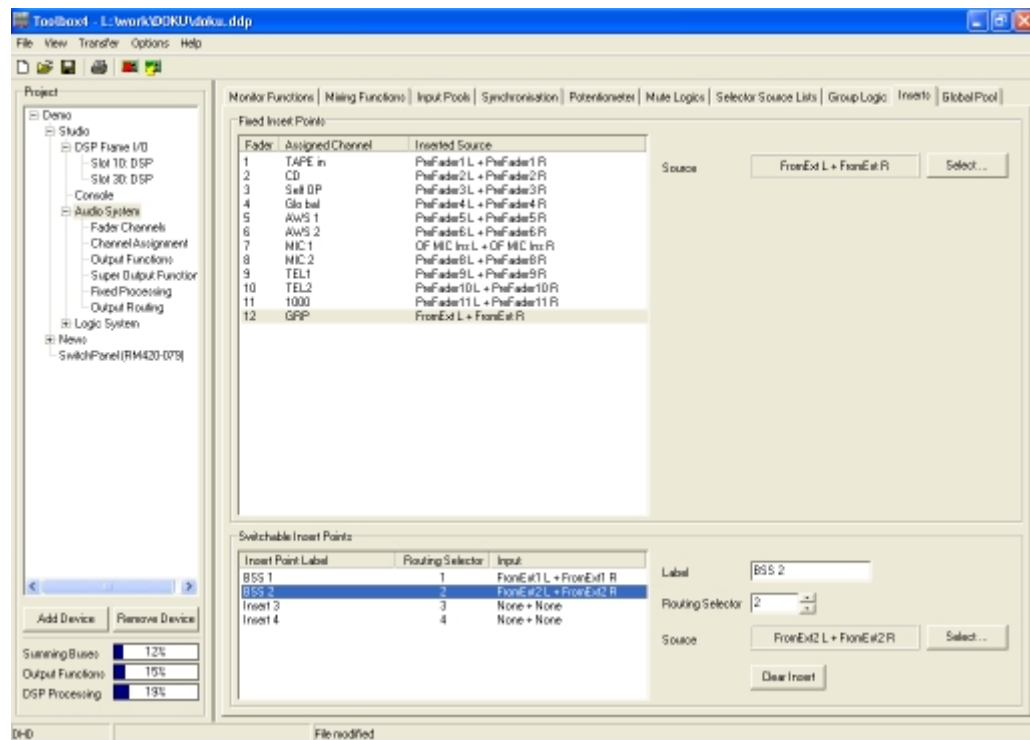 Toolbox4 - L:\work\DOKU\doku.ddp
File View Transfer Options Help
Project
Demo
Studio
DSP Frame I/O
Slot 10: DSP
Slot 30: DSP
Console
Audio System
Fader Channels
Channel Assignment
Output Functions
Super Output Function
Fixed Processing
Output Routing
Logic System
News
SwitchPanel (RM420-079)
Add Device Remove Device
Summing Buses 12%
Output Functions 15%
DSP Processing 19%
Monitor Functions Mixing Functions Input Pools Synchronisation Potentiometer Mute Logics Selector Source Lists Group Logic Inserts Global Pool
Fixed Insert Points
Fader Assigned Channel Inserted Source
1 TAPE in PreFader1 L + PreFader1 R
2 CD PreFader2 L + PreFader2 R
3 Self OP PreFader3 L + PreFader3 R
4 Glo bal PreFader4 L + PreFader4 R
5 AWS 1 PreFader5 L + PreFader5 R
6 AWS 2 PreFader6 L + PreFader6 R
7 MIC 1 OF MIC Ins L + OF MIC Ins R
8 MIC 2 PreFader8 L + PreFader8 R
9 TEL1 PreFader9 L + PreFader9 R
10 TEL2 PreFader10 L + PreFader10 R
11 1000 PreFader11 L + PreFader11 R
12 GRP FromExt L + FromExt R
Source FromExt L + FromExt R Select...
Switchable Insert Points
Insert Point Label Routing Selector Input
BSS 1 1 FromExt1 L + FromExt1 R
BSS 2 2 FromExt2 L + FromExt2 R
Insert 3 3 None + None
Insert 4 4 None + None
Label BSS 2
Routing Selector 2
Source FromExt2 L + FromExt2 R Select...
Clear Insert
DHD File modified